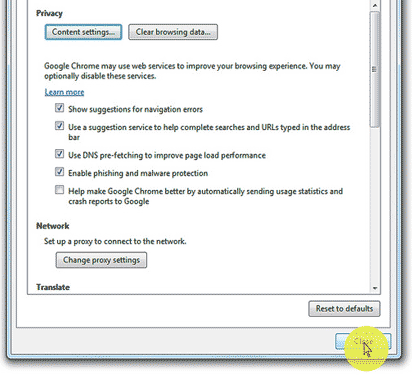 Privacy
Content settings... Clear browsing data...
Google Chrome may use web services to improve your browsing experience. You may
optionally disable these services.
Learn more
Show suggestions for navigation errors
Use a suggestion service to help complete searches and URLs typed in the address
bar
Use DNS pre-fetching to improve page load performance
Enable phishing and malware protection
Help make Google Chrome better by automatically sending usage statistics and
crash reports to Google
Network
Set up a proxy to connect to the network.
Change proxy settings
Translate
Reset to defaults
Close